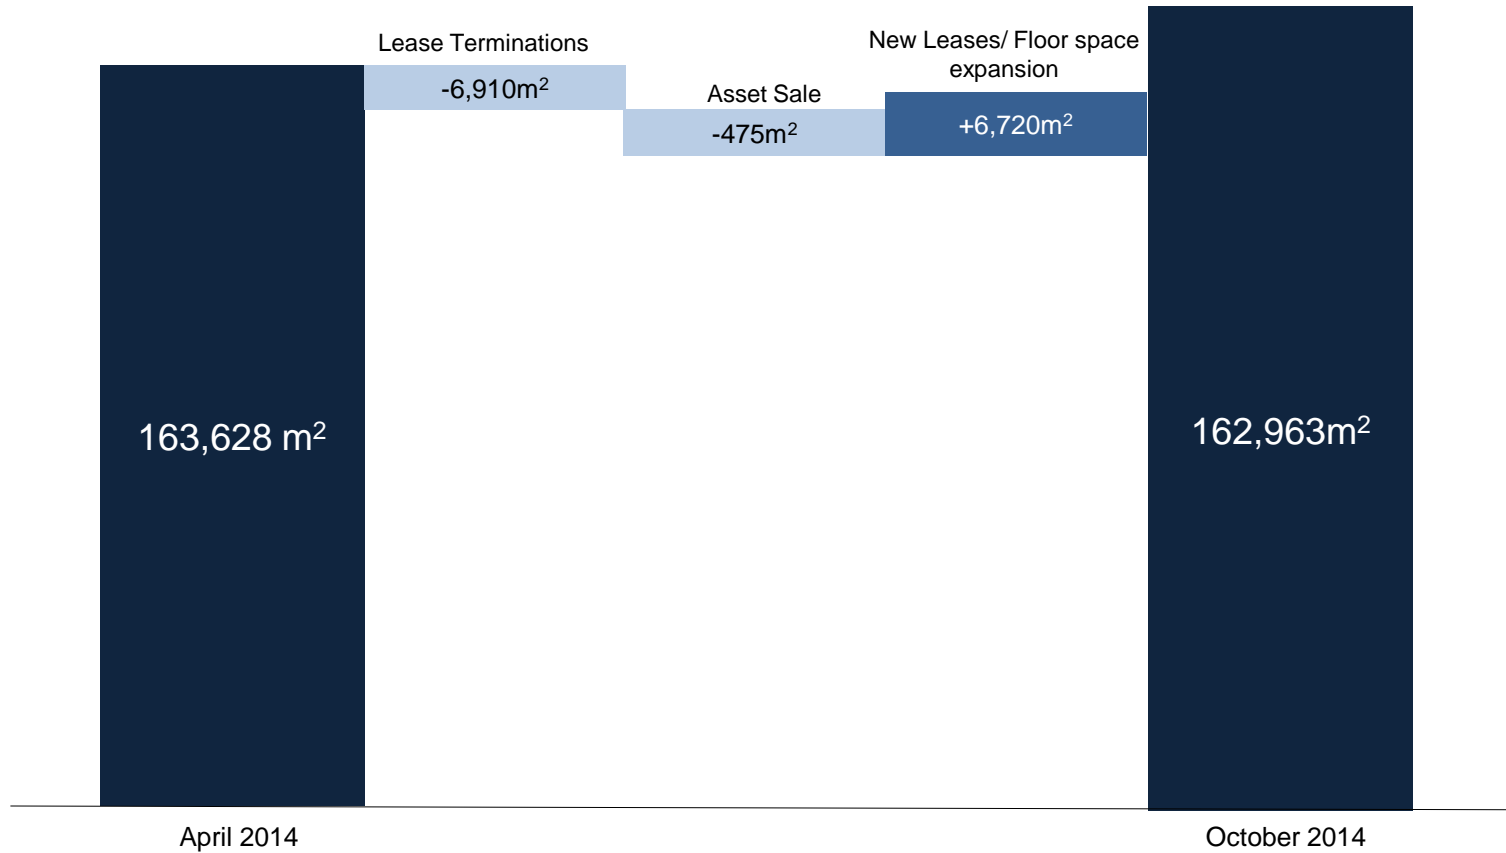 Lease Terminations
-6,910m²
Asset Sale
-475m²
New Leases/ Floor space
expansion
+6,720m²
163,628 m²
162,963m²
April 2014
October 2014